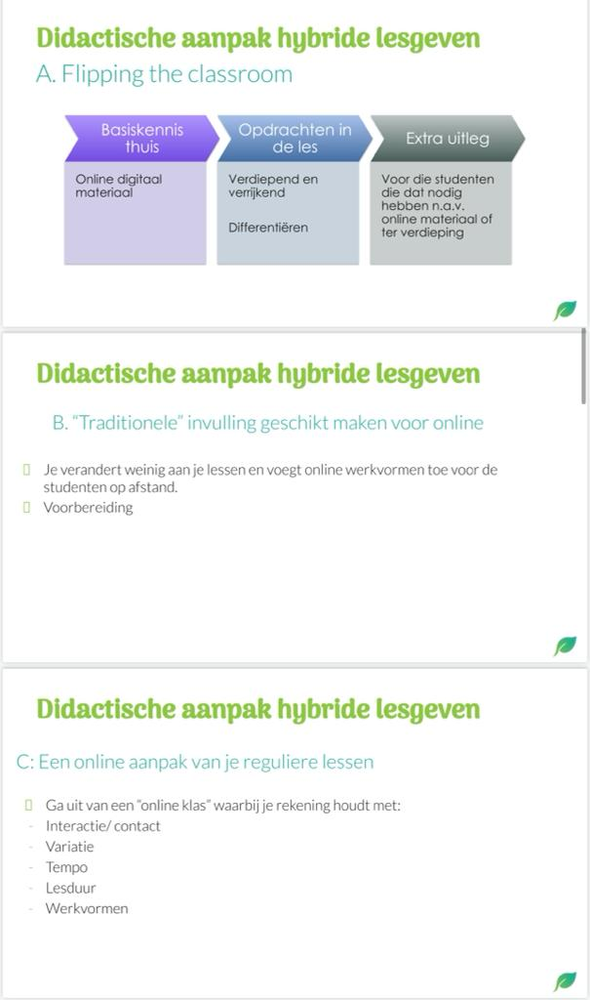 Didactische aanpak hybride lesgeven
A. Flipping the classroom
Basiskennis
thuis
Online digitaal
materiaal
Opdrachten in
de les
Verdiepend en
verrijkend
Differentiëren
Extra uitleg
Voor die studenten
die dat nodig
hebben n.a.v.
online materiaal of
ter verdieping
Didactische aanpak hybride lesgeven
B. “Traditionele” invulling geschikt maken voor online
Je verandert weinig aan je lessen en voegt online werkvormen toe voor de
studenten op afstand.
Voorbereiding
Didactische aanpak hybride lesgeven
C: Een online aanpak van je reguliere lessen
Ga uit van een “online klas” waarbij je rekening houdt met:
- Interactie/ contact
- Variatie
- Tempo
- Lesduur
- Werkvormen